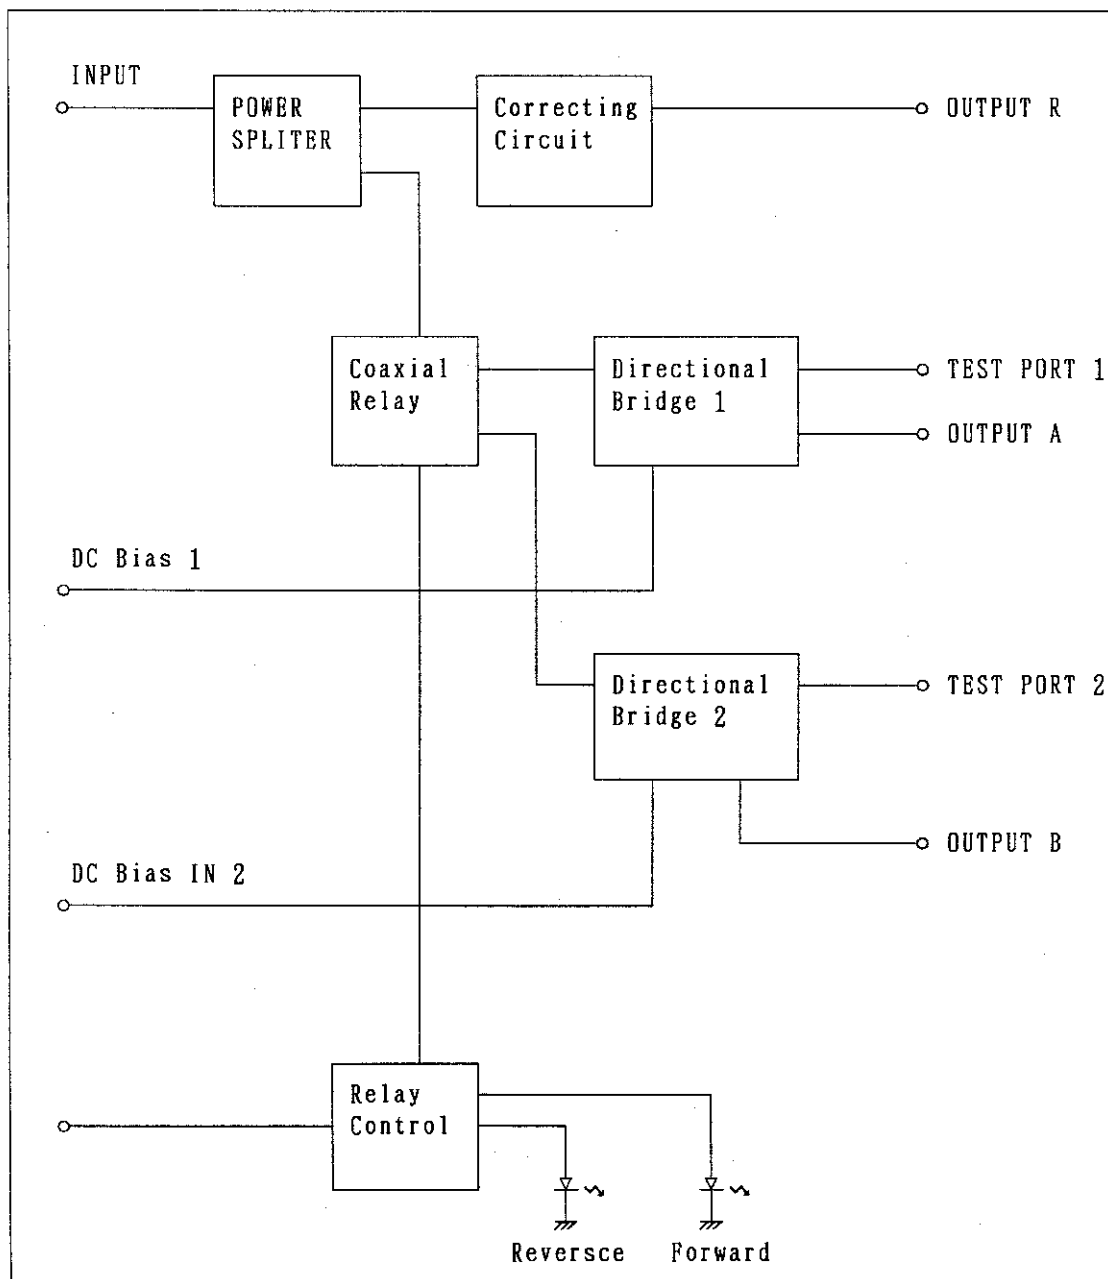 INPUT
POWER
SPLITER
Correcting
Circuit
OUTPUT R
Coaxial
Relay
Directional
Bridge 1
TEST PORT 1
OUTPUT A
DC Bias 1
Directional
Bridge 2
TEST PORT 2
OUTPUT B
DC Bias IN 2
Relay
Control
Reversce
Forward